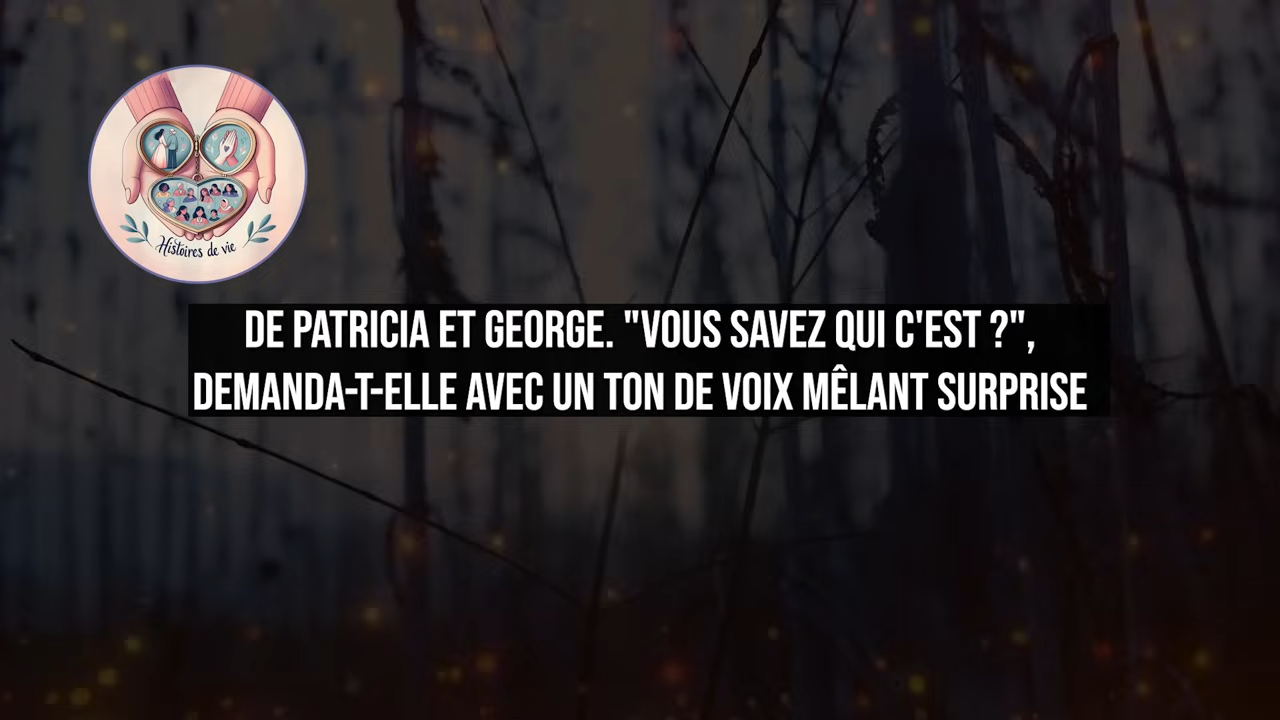 Histoires de vie
DE PATRICIA ET GEORGE. "VOUS SAVEZ QUI C'EST ?",
DEMANDA-T-ELLE AVEC UN TON DE VOIX MÊLANT SURPRISE